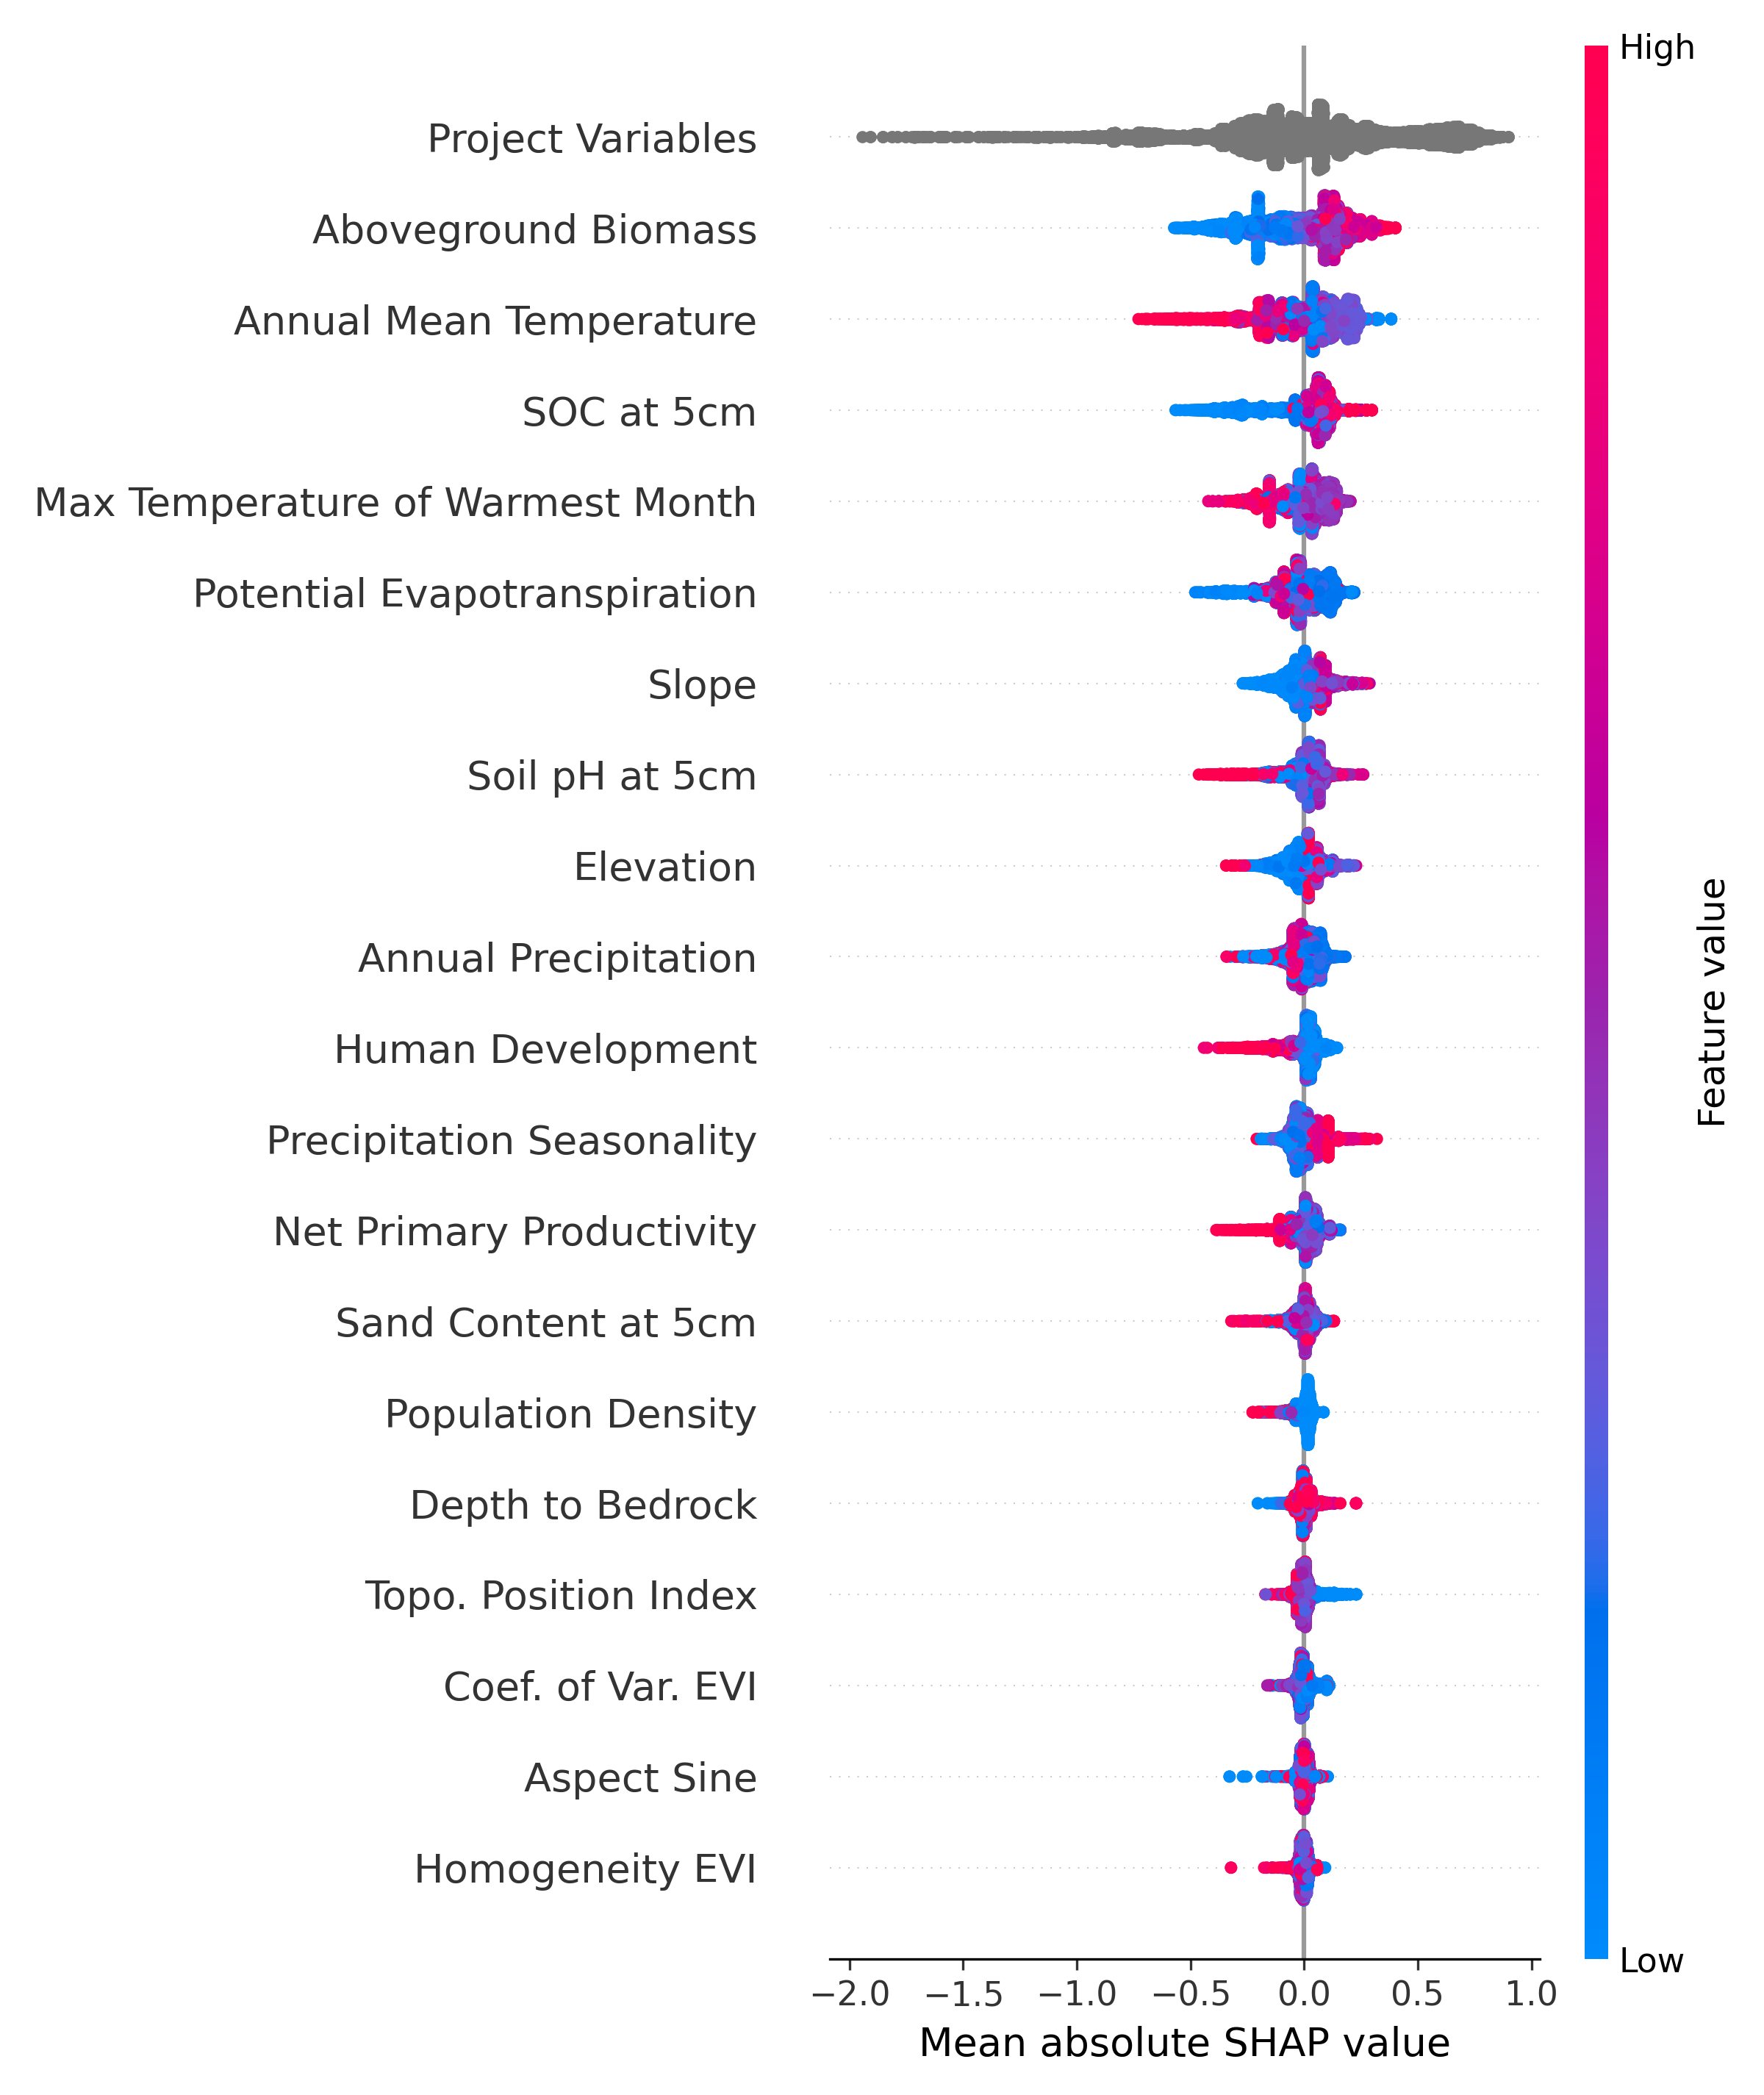 High
Project Variables
Aboveground Biomass
Annual Mean Temperature
SOC at 5cm
Max Temperature of Warmest Month
Potential Evapotranspiration
Slope
Soil pH at 5cm
Elevation
Annual Precipitation
Human Development
Precipitation Seasonality
Net Primary Productivity
Sand Content at 5cm
Population Density
Depth to Bedrock
Topo. Position Index
Coef. of Var. EVI
Aspect Sine
Homogeneity EVI
Feature value
Low
−2.0 −1.5 −1.0 −0.5 0.0 0.5 1.0
Mean absolute SHAP value